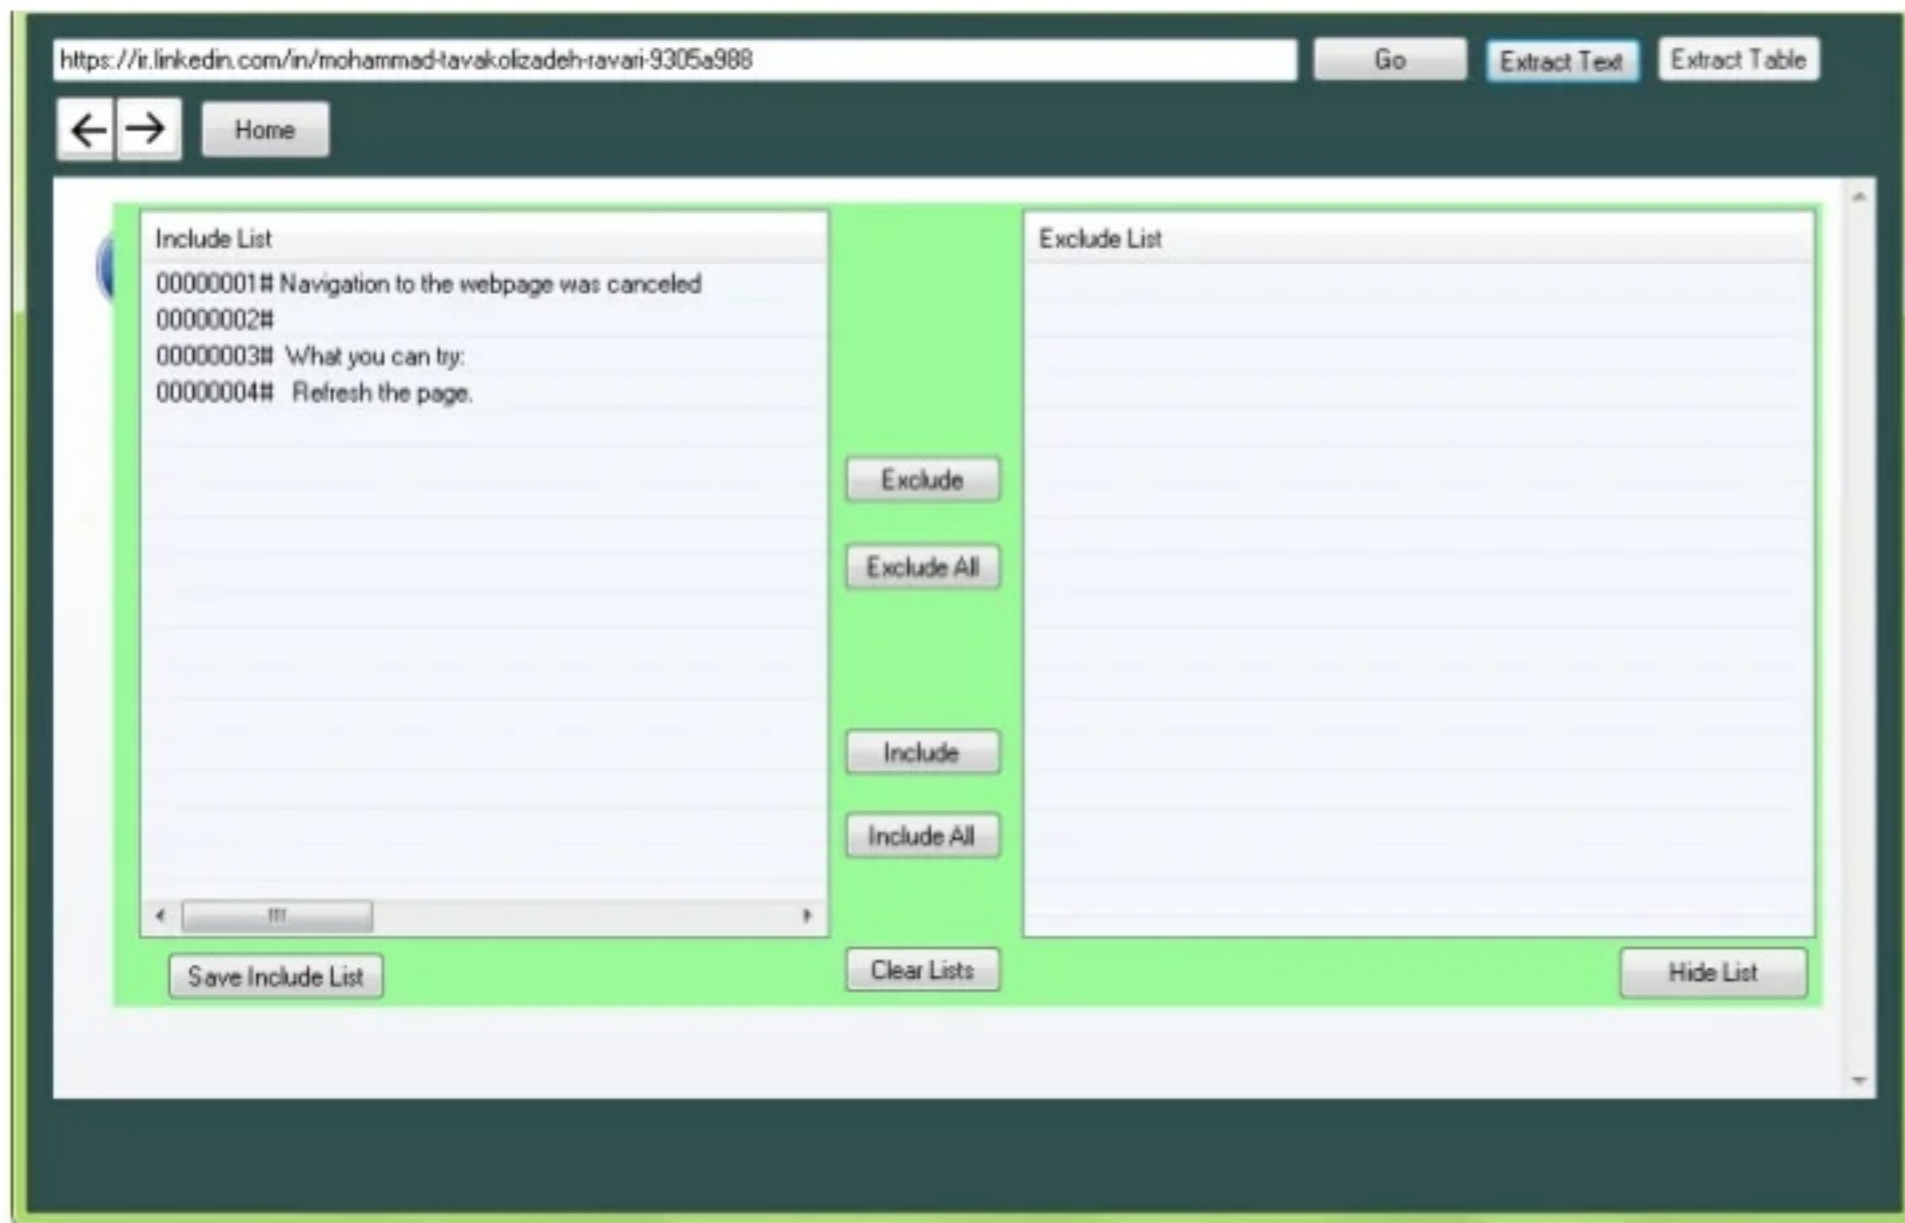 https://ir.linkedin.com/in/mohammad-tavakolizadeh-ravari-9305a988
Go
Extract Text
Extract Table
Home
Include List
00000001# Navigation to the webpage was canceled
00000002#
00000003#  What you can try:
00000004#   Refresh the page.
Exclude
Exclude All
Include
Include All
Clear Lists
Save Include List
Exclude List
Hide List